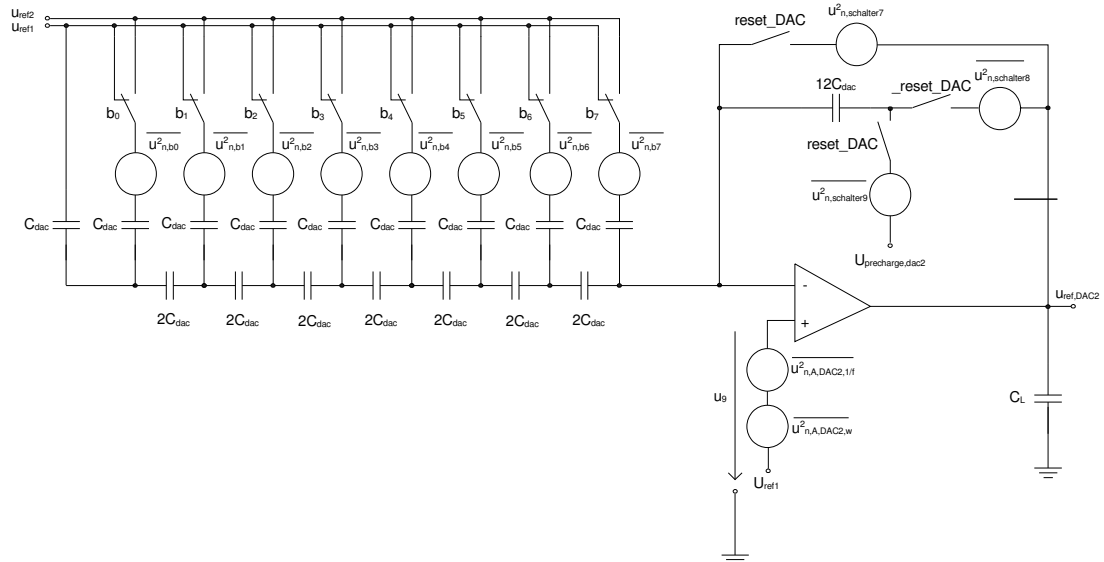 uref2
uref1
b0
b1
b2
b3
b4
b5
b6
b7
u²n,b0
u²n,b1
u²n,b2
u²n,b3
u²n,b4
u²n,b5
u²n,b6
u²n,b7
Cdac
Cdac
Cdac
Cdac
Cdac
Cdac
Cdac
Cdac
Cdac
2Cdac
2Cdac
2Cdac
2Cdac
2Cdac
2Cdac
2Cdac
reset_DAC
u²n,schalter7
12Cdac
_reset_DAC
u²n,schalter8
reset_DAC
u²n,schalter9
Uprecharge,dac2
-
+
uref,DAC2
u²n,A,DAC2,1/f
u²n,A,DAC2,w
u9
Uref1
CL